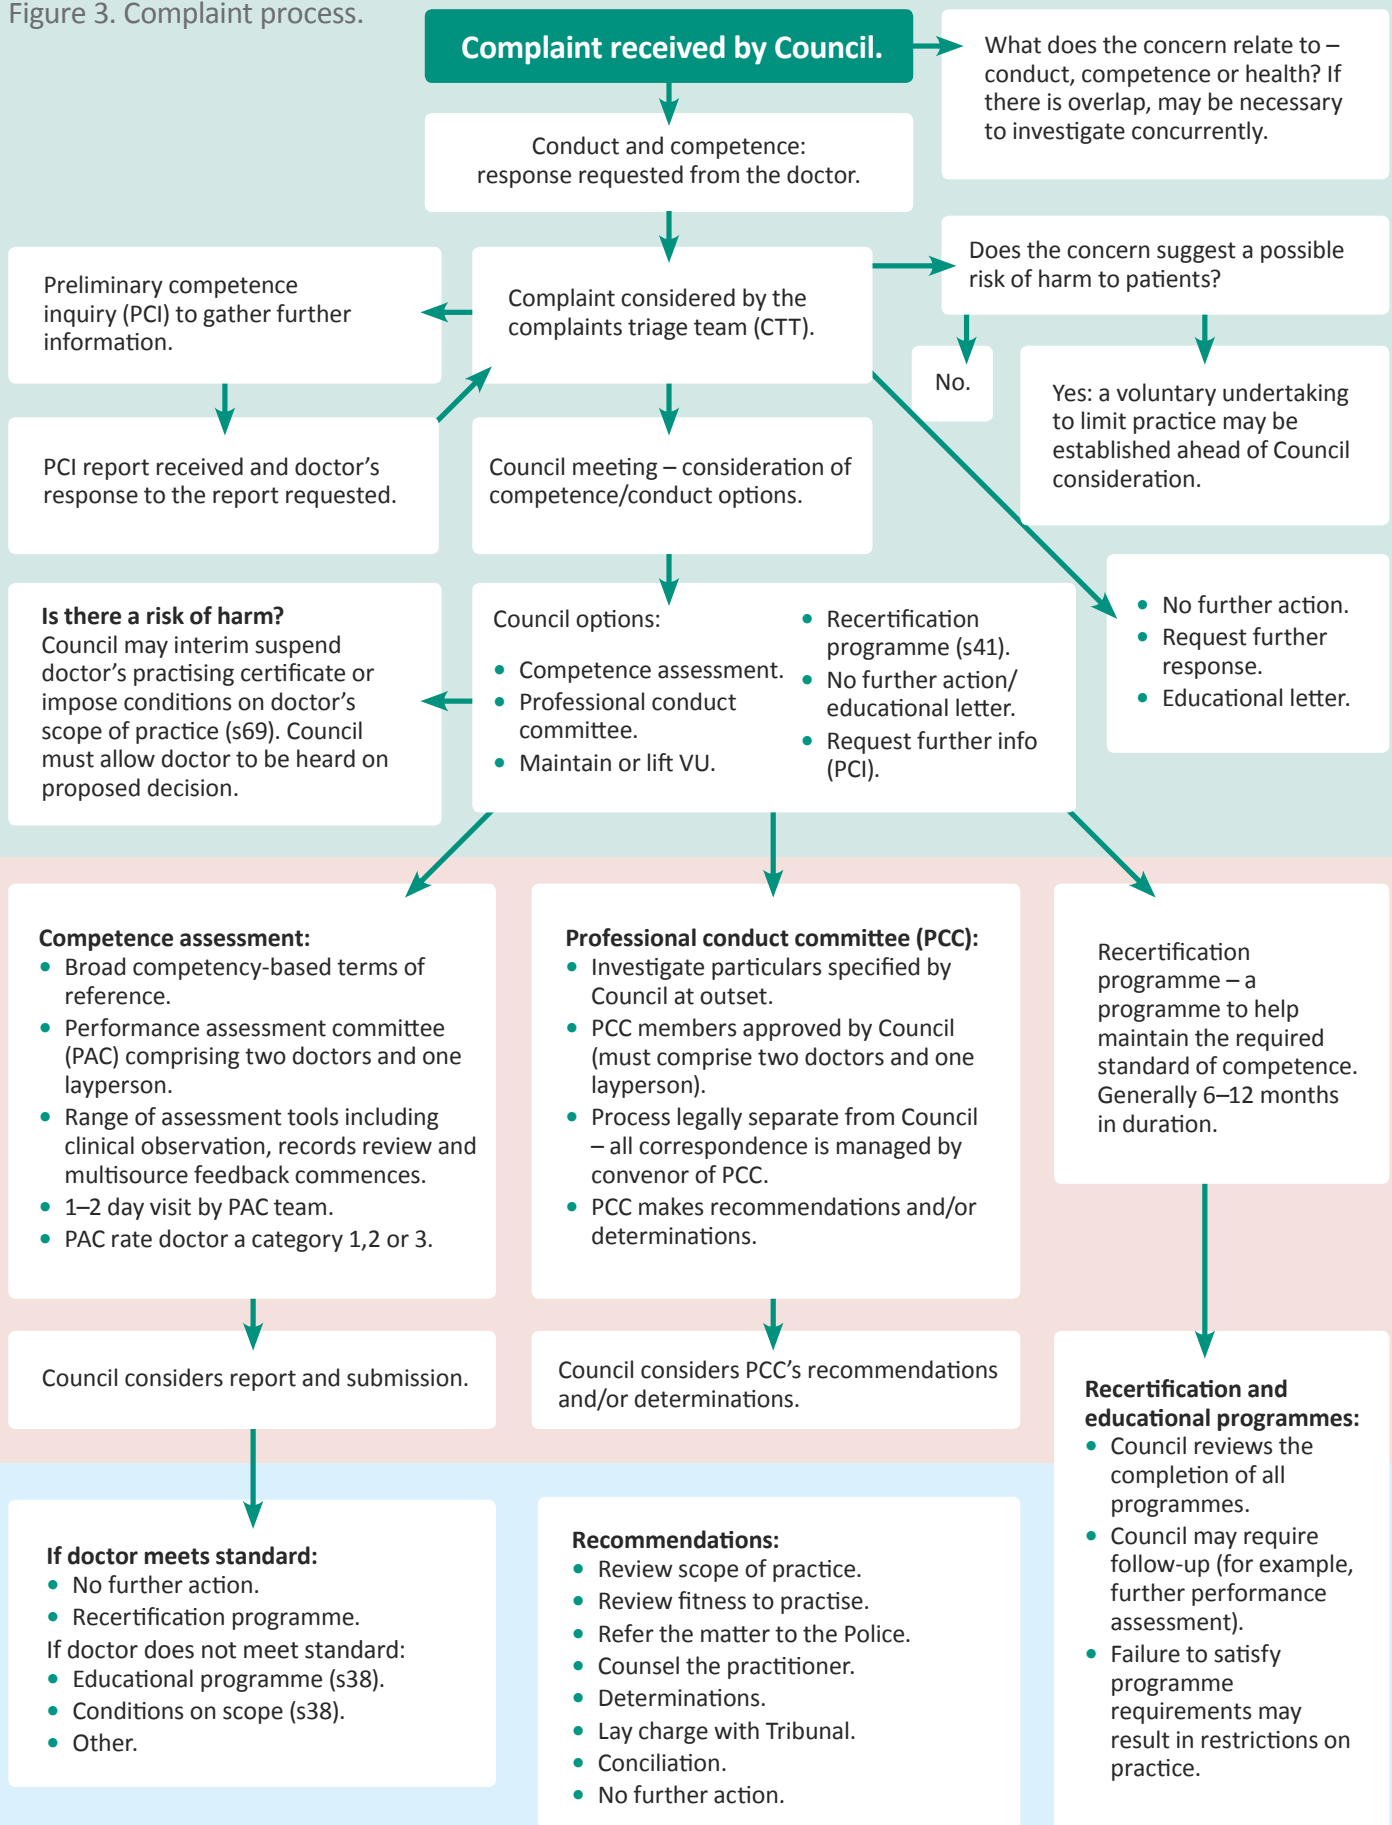 Figure 3. Complaint process.
Complaint received by Council.
What does the concern relate to –
conduct, competence or health? If
there is overlap, may be necessary
to investigate concurrently.
Conduct and competence:
response requested from the doctor.
Preliminary competence
inquiry (PCI) to gather further
information.
Complaint considered by the
complaints triage team (CTT).
Does the concern suggest a possible
risk of harm to patients?
No.
Yes: a voluntary undertaking
to limit practice may be
established ahead of Council
consideration.
PCI report received and doctor’s
response to the report requested.
Council meeting – consideration of
competence/conduct options.
Is there a risk of harm?
Council may interim suspend
doctor’s practising certificate or
impose conditions on doctor’s
scope of practice (s69). Council
must allow doctor to be heard on
proposed decision.
Council options:
• Competence assessment.
• Professional conduct
committee.
• Maintain or lift VU.
• Recertification
programme (s41).
• No further action/
educational letter.
• Request further info
(PCI).
• No further action.
• Request further
response.
• Educational letter.
Competence assessment:
• Broad competency-based terms of
reference.
• Performance assessment committee
(PAC) comprising two doctors and one
layperson.
• Range of assessment tools including
clinical observation, records review and
multisource feedback commences.
• 1–2 day visit by PAC team.
• PAC rate doctor a category 1,2 or 3.
Professional conduct committee (PCC):
• Investigate particulars specified by
Council at outset.
• PCC members approved by Council
(must comprise two doctors and one
layperson).
• Process legally separate from Council
– all correspondence is managed by
convenor of PCC.
• PCC makes recommendations and/or
determinations.
Recertification
programme – a
programme to help
maintain the required
standard of competence.
Generally 6–12 months
in duration.
Council considers report and submission.
Council considers PCC’s recommendations
and/or determinations.
Recertification and
educational programmes:
• Council reviews the
completion of all
programmes.
• Council may require
follow-up (for example,
further performance
assessment).
• Failure to satisfy
programme
requirements may
result in restrictions on
practice.
If doctor meets standard:
• No further action.
• Recertification programme.
If doctor does not meet standard:
• Educational programme (s38).
• Conditions on scope (s38).
• Other.
Recommendations:
• Review scope of practice.
• Review fitness to practise.
• Refer the matter to the Police.
• Counsel the practitioner.
• Determinations.
• Lay charge with Tribunal.
• Conciliation.
• No further action.